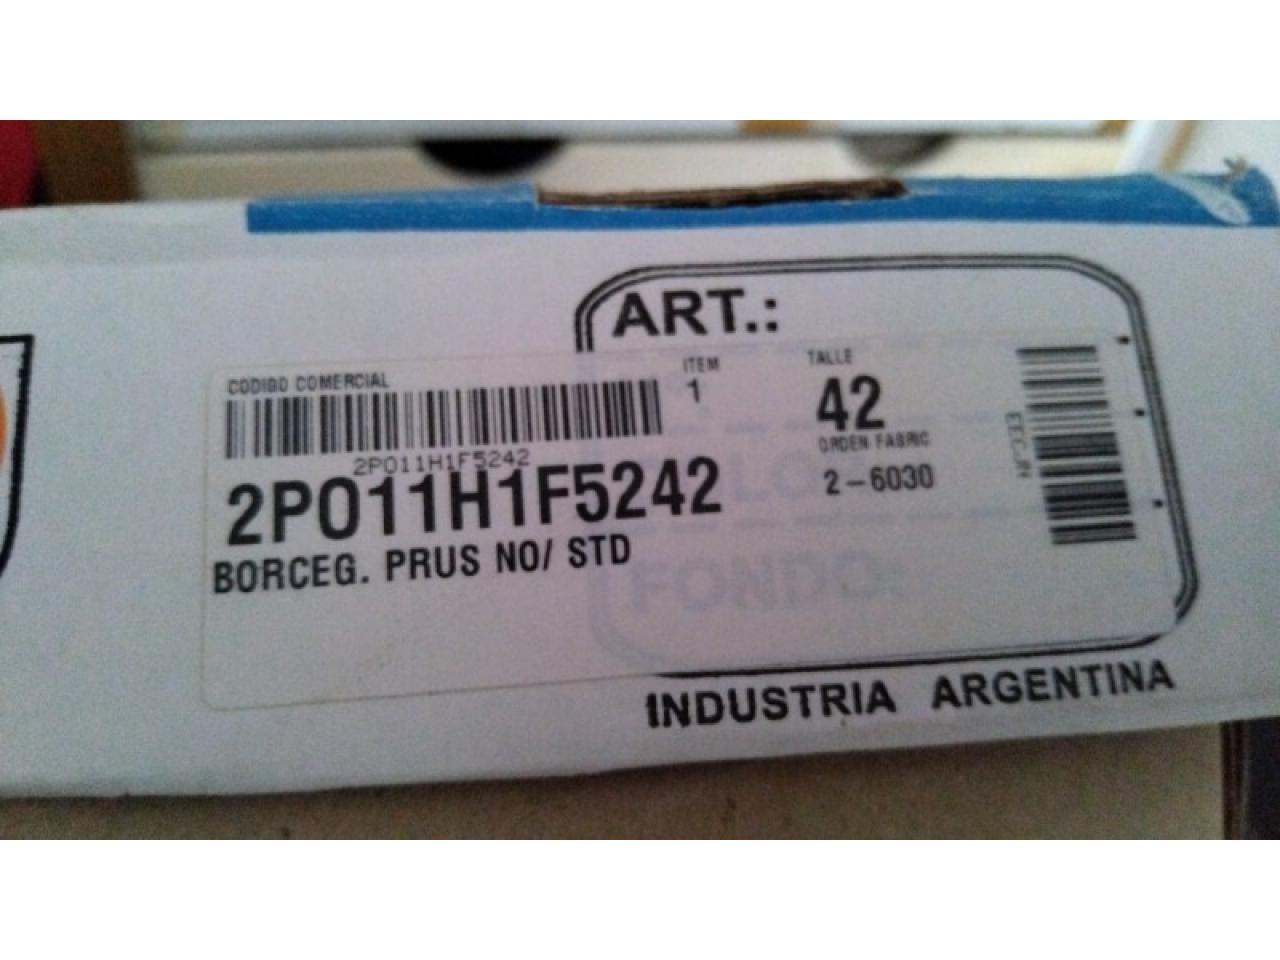 ART.:
CODIGO COMERCIAL
ITEM
1
TALLE
42
2PO11H1F5242
ORDEN FABRIC
2-6030
2PO11H1F5242
BORCEG. PRUS NO/ STD
FONDO:
INDUSTRIA ARGENTINA